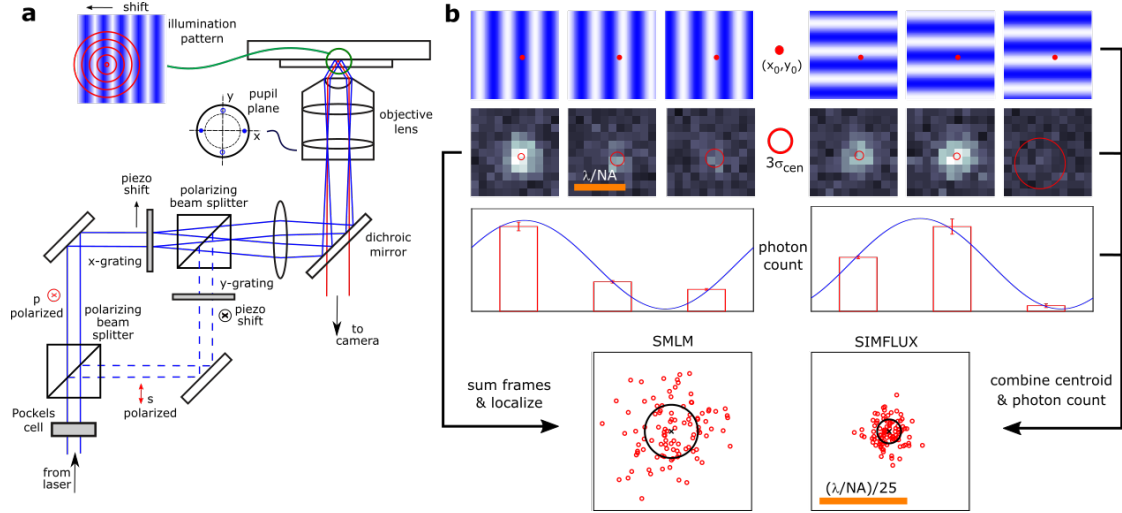 a
shift
illumination
pattern
y
pupil
plane
x
objective
lens
piezo
shift
polarizing
beam splitter
x-grating
dichroic
mirror
y-grating
p
polarized
piezo
shift
polarizing
beam splitter
to
camera
s
polarized
Pockels
cell
from
laser
b
(x₀,y₀)
λ/NA
3σcen
photon
count
SMLM
SIMFLUX
sum frames
& localize
combine centroid
& photon count
(λ/NA)/25